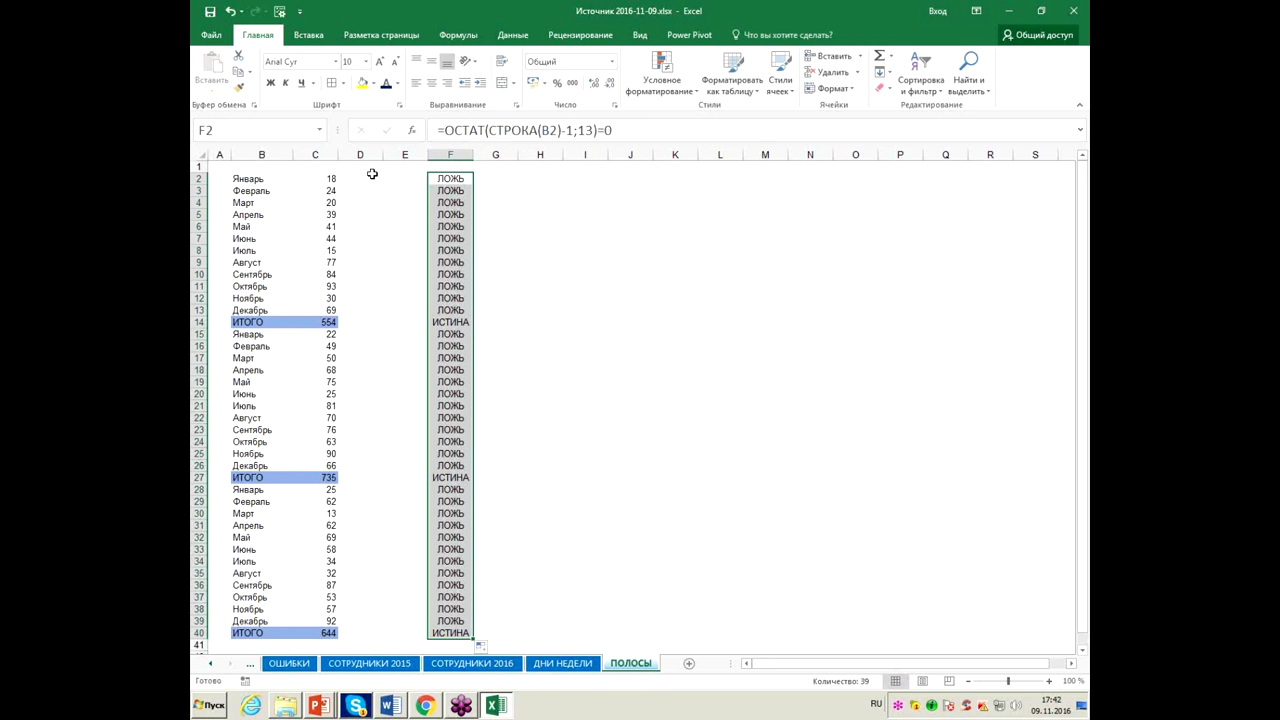 Источник 2016-11-09.xlsx - Excel
Вход
Файл Главная Вставка Разметка страницы Формулы Данные Рецензирование Вид Power Pivot Что вы хотите сделать? Общий доступ
Вставить
Arial Cyr 10
Ж К Ч
Общий
Условное форматирование
Форматировать как таблицу
Стили ячеек
Вставить
Удалить
Формат
Сортировка и фильтр
Найти и выделить
Буфер обмена Шрифт Выравнивание Число Стили Ячейки Редактирование
F2 fx =ОСТАТ(СТРОКА(B2)-1;13)=0
A B C D E F G H I J K L M N O P Q R S
1
2 Январь 18 ЛОЖЬ
3 Февраль 24 ЛОЖЬ
4 Март 20 ЛОЖЬ
5 Апрель 39 ЛОЖЬ
6 Май 41 ЛОЖЬ
7 Июнь 44 ЛОЖЬ
8 Июль 15 ЛОЖЬ
9 Август 77 ЛОЖЬ
10 Сентябрь 84 ЛОЖЬ
11 Октябрь 93 ЛОЖЬ
12 Ноябрь 30 ЛОЖЬ
13 Декабрь 69 ЛОЖЬ
14 ИТОГО 554 ИСТИНА
15 Январь 22 ЛОЖЬ
16 Февраль 49 ЛОЖЬ
17 Март 50 ЛОЖЬ
18 Апрель 68 ЛОЖЬ
19 Май 75 ЛОЖЬ
20 Июнь 25 ЛОЖЬ
21 Июль 81 ЛОЖЬ
22 Август 70 ЛОЖЬ
23 Сентябрь 76 ЛОЖЬ
24 Октябрь 63 ЛОЖЬ
25 Ноябрь 90 ЛОЖЬ
26 Декабрь 66 ЛОЖЬ
27 ИТОГО 735 ИСТИНА
28 Январь 25 ЛОЖЬ
29 Февраль 62 ЛОЖЬ
30 Март 13 ЛОЖЬ
31 Апрель 62 ЛОЖЬ
32 Май 69 ЛОЖЬ
33 Июнь 58 ЛОЖЬ
34 Июль 34 ЛОЖЬ
35 Август 32 ЛОЖЬ
36 Сентябрь 87 ЛОЖЬ
37 Октябрь 53 ЛОЖЬ
38 Ноябрь 57 ЛОЖЬ
39 Декабрь 92 ЛОЖЬ
40 ИТОГО 644 ИСТИНА
41
... ОШИБКИ СОТРУДНИКИ 2015 СОТРУДНИКИ 2016 ДНИ НЕДЕЛИ ПОЛОСЫ
Готово Количество: 39 100 %
Пуск RU 17:42
09.11.2016